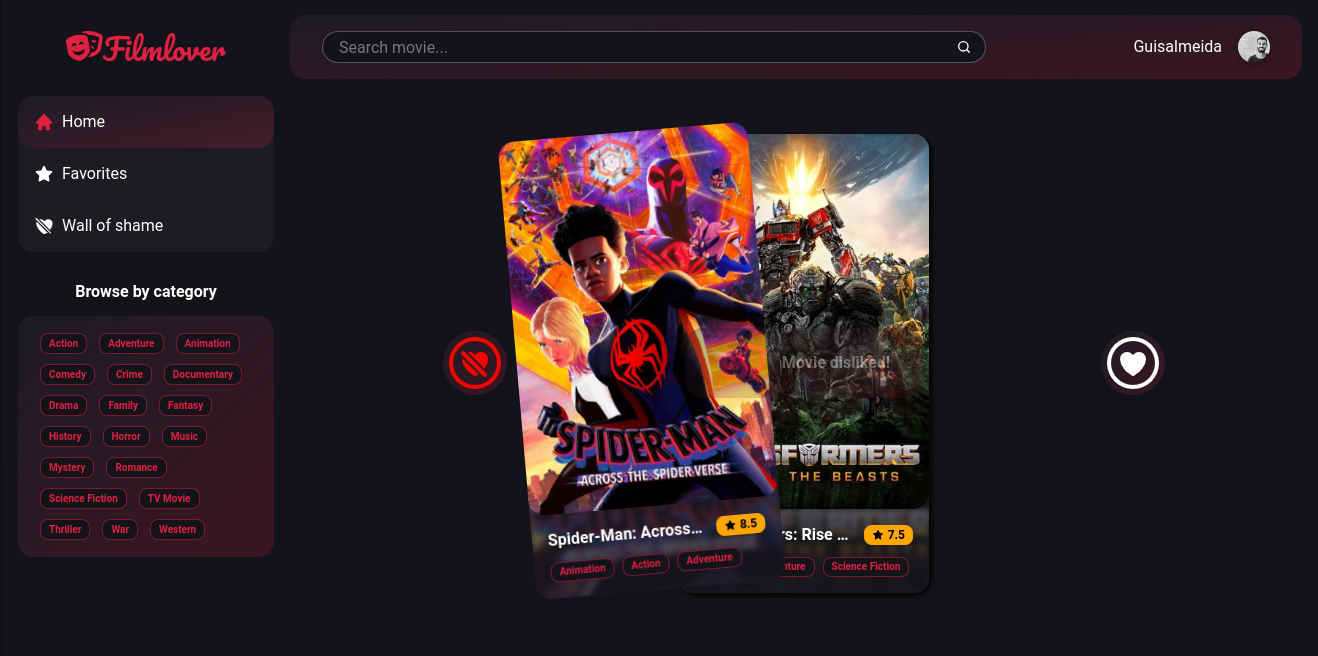 Filmlover
Search movie...
Guisalmeida
Home
Favorites
Wall of shame
Browse by category
Action Adventure Animation
Comedy Crime Documentary
Drama Family Fantasy
History Horror Music
Mystery Romance
Science Fiction TV Movie
Thriller War Western
SPIDER-MAN
ACROSS THE SPIDER-VERSE
Spider-Man: Across... 8.5
Animation Action Adventure
Movie disliked!
SFORMERS
THE BEASTS
rs: Rise ... 7.5
nture Science Fiction